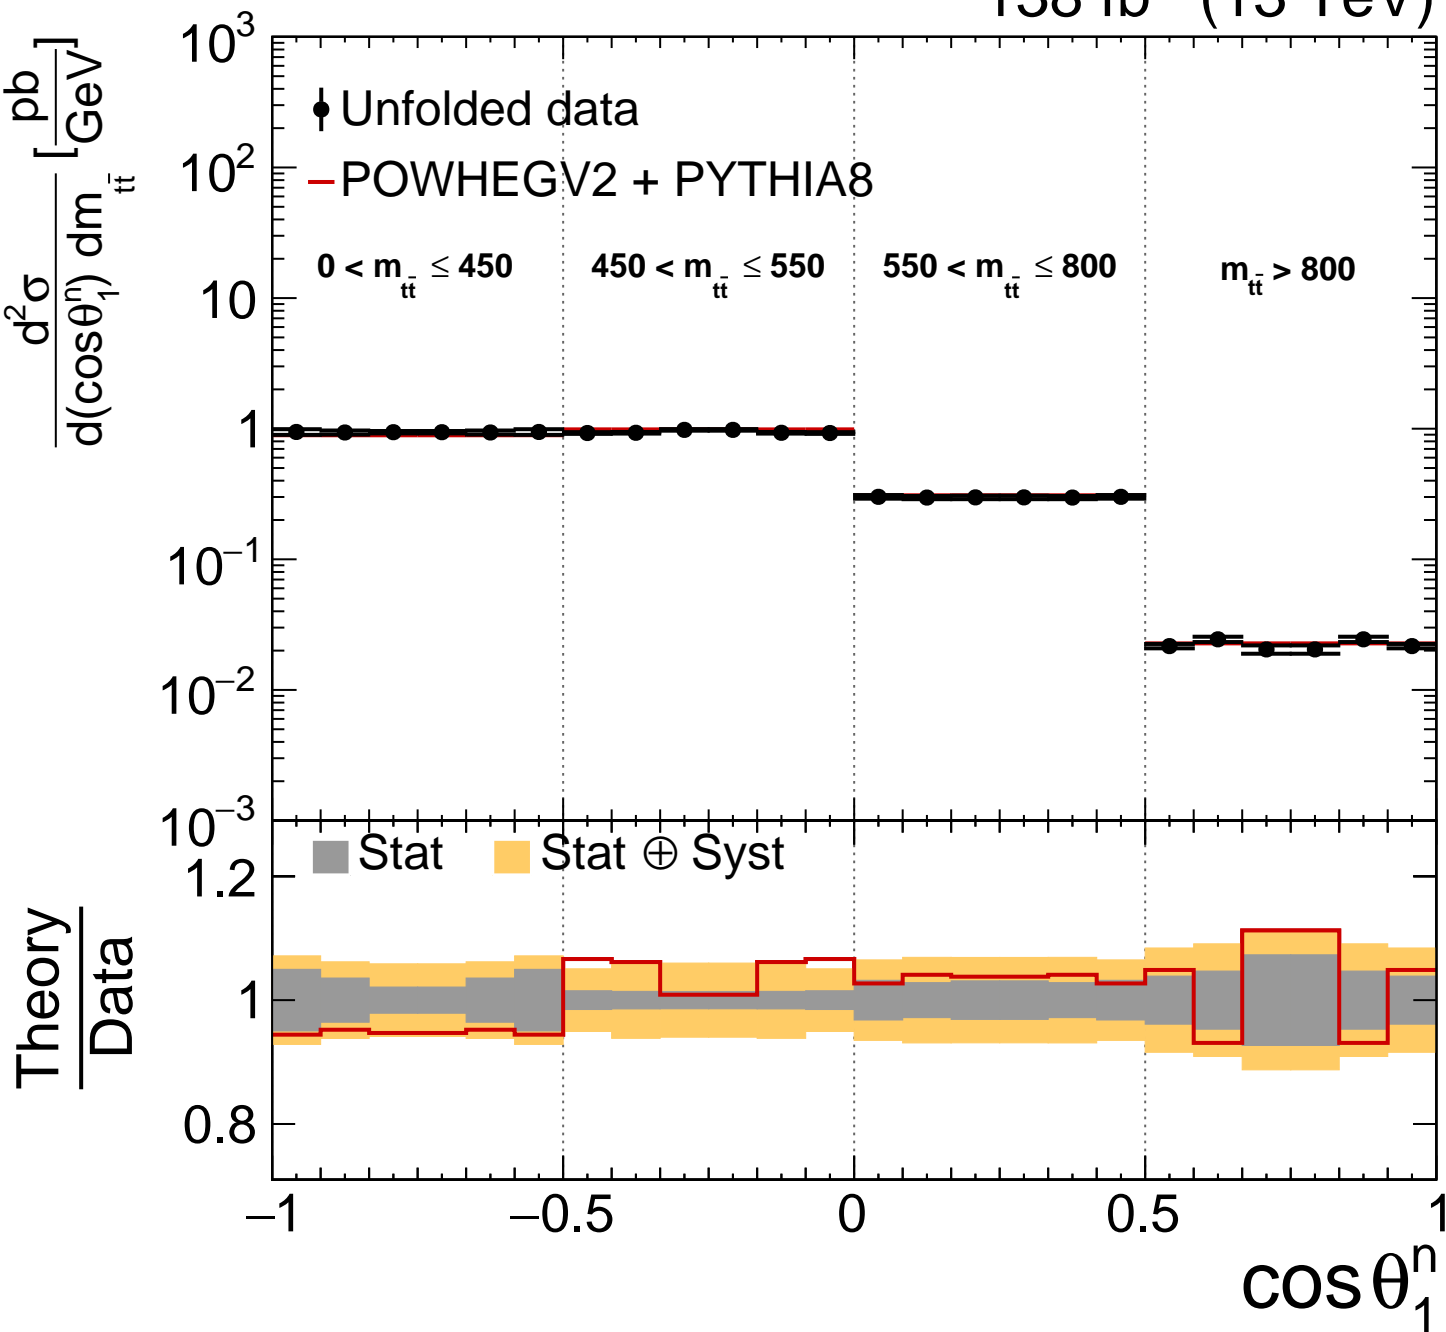 138 fb (13 TeV)
d²σ
d(cosθ₁ⁿ) dm_tt̄
[pb
GeV]
10³
10²
10
1
10⁻¹
10⁻²
10⁻³
Unfolded data
POWHEGV2 + PYTHIA8
0 < m_tt̄ ≤ 450
450 < m_tt̄ ≤ 550
550 < m_tt̄ ≤ 800
m_tt̄ > 800
Theory
Data
Stat
Stat ⊕ Syst
1.2
1
0.8
−1
−0.5
0
0.5
1
cos θ₁ⁿ